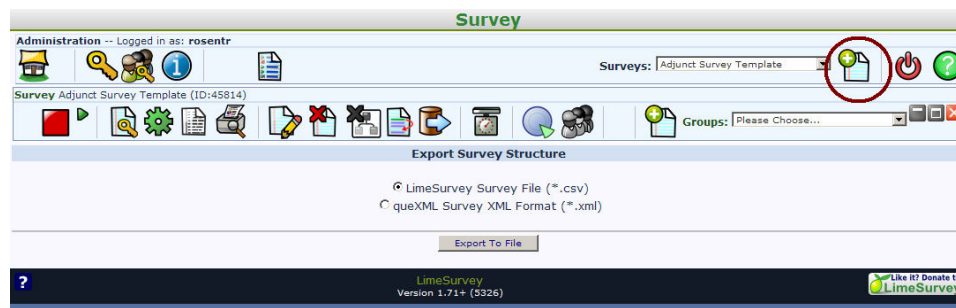 Survey
Administration -- Logged in as: rosentr
Surveys: Adjunct Survey Template
Survey Adjunct Survey Template (ID:45814)
Groups: Please Choose...
Export Survey Structure
LimeSurvey Survey File (*.csv)
queXML Survey XML Format (*.xml)
Export To File
?
LimeSurvey
Version 1.71+ (5326)
Like it? Donate t
LimeSurvey